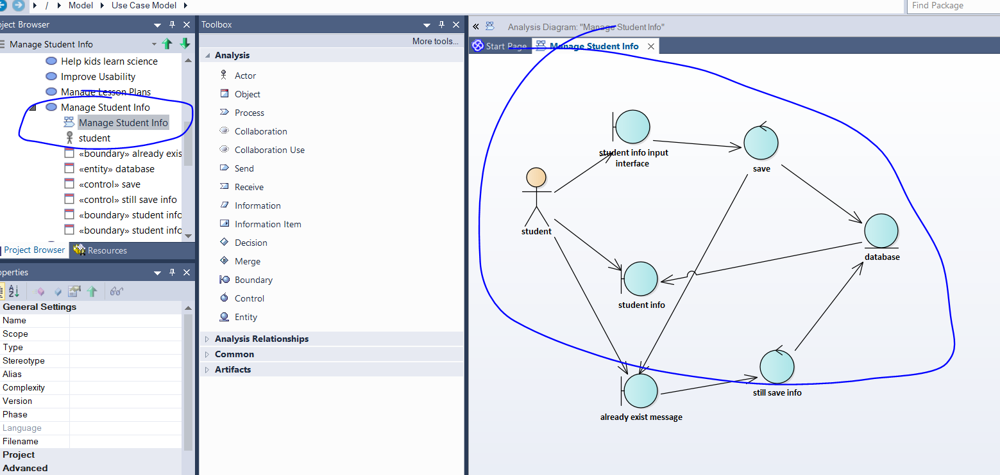 / Model Use Case Model
Find Package
ject Browser
Manage Student Info
Help kids learn science
Improve Usability
Manage Lesson Plans
Manage Student Info
Manage Student Info
student
«boundary» already exis
«entity» database
«control» save
«control» still save info
«boundary» student info
«boundary» student info
Project Browser Resources
operties
General Settings
Name
Scope
Type
Stereotype
Alias
Complexity
Version
Phase
Language
Filename
Project
Advanced
Toolbox
More tools...
Analysis
Actor
Object
Process
Collaboration
Collaboration Use
Send
Receive
Information
Information Item
Decision
Merge
Boundary
Control
Entity
Analysis Relationships
Common
Artifacts
Analysis Diagram: "Manage Student Info"
Start Page Manage Student Info
student info input
interface
save
student
database
student info
still save info
already exist message